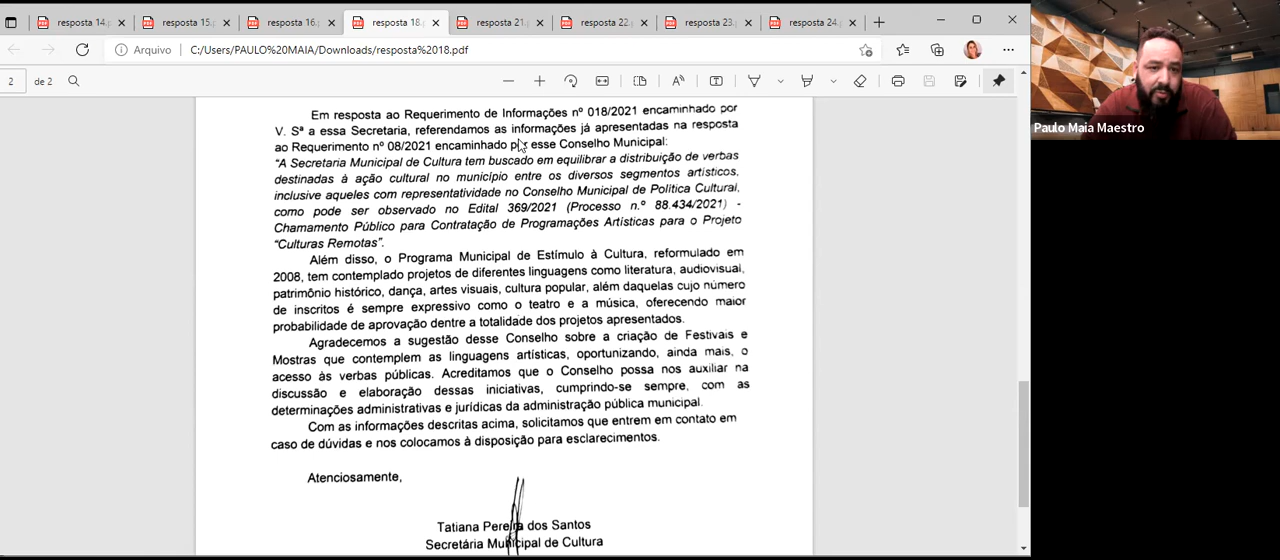 resposta 14.
resposta 15.
resposta 16.
resposta 18.
resposta 21.
resposta 22.
resposta 23.
resposta 24.
Arquivo
C:/Users/PAULO%20MAIA/Downloads/resposta%2018.pdf
2 de 2
Em resposta ao Requerimento de Informações nº 018/2021 encaminhado por
V. Sª a essa Secretaria, referendamos as informações já apresentadas na resposta
ao Requerimento nº 08/2021 encaminhado por esse Conselho Municipal:
"A Secretaria Municipal de Cultura tem buscado em equilibrar a distribuição de verbas
destinadas à ação cultural no município entre os diversos segmentos artísticos,
inclusive aqueles com representatividade no Conselho Municipal de Política Cultural,
como pode ser observado no Edital 369/2021 (Processo n.º 88.434/2021) -
Chamamento Público para Contratação de Programações Artísticas para o Projeto
"Culturas Remotas".
Além disso, o Programa Municipal de Estímulo à Cultura, reformulado em
2008, tem contemplado projetos de diferentes linguagens como literatura, audiovisual,
patrimônio histórico, dança, artes visuais, cultura popular, além daquelas cujo número
de inscritos é sempre expressivo como o teatro e a música, oferecendo maior
probabilidade de aprovação dentre a totalidade dos projetos apresentados.
Agradecemos a sugestão desse Conselho sobre a criação de Festivais e
Mostras que contemplem as linguagens artísticas, oportunizando, ainda mais, o
acesso às verbas públicas. Acreditamos que o Conselho possa nos auxiliar na
discussão e elaboração dessas iniciativas, cumprindo-se sempre, com as
determinações administrativas e jurídicas da administração pública municipal.
Com as informações descritas acima, solicitamos que entrem em contato em
caso de dúvidas e nos colocamos à disposição para esclarecimentos.
Atenciosamente,
Tatiana Pereira dos Santos
Secretária Municipal de Cultura
Paulo Maia Maestro